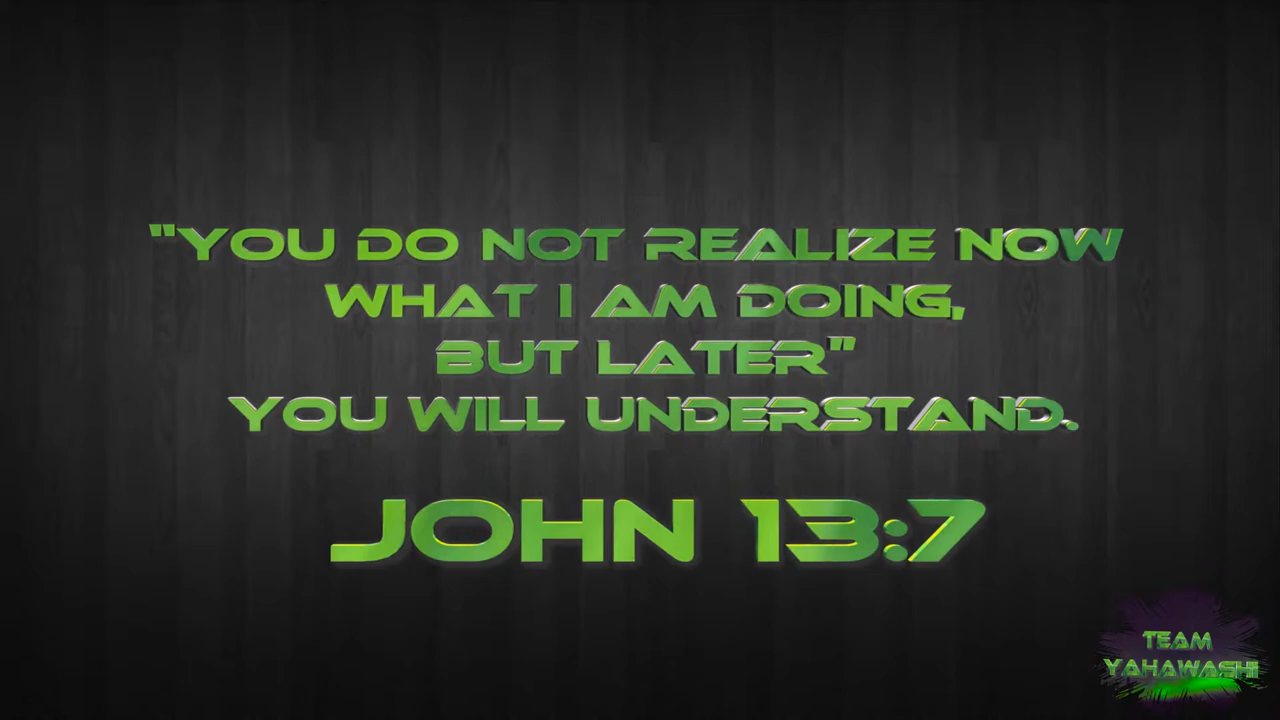 "YOU DO NOT REALIZE NOW
WHAT I AM DOING,
BUT LATER"
YOU WILL UNDERSTAND.
JOHN 13:7
TEAM
YAHAWASHI